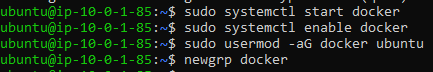 ubuntu@ip-10-0-1-85:~$ sudo systemctl start docker
ubuntu@ip-10-0-1-85:~$ sudo systemctl enable docker
ubuntu@ip-10-0-1-85:~$ sudo usermod -aG docker ubuntu
ubuntu@ip-10-0-1-85:~$ newgrp docker